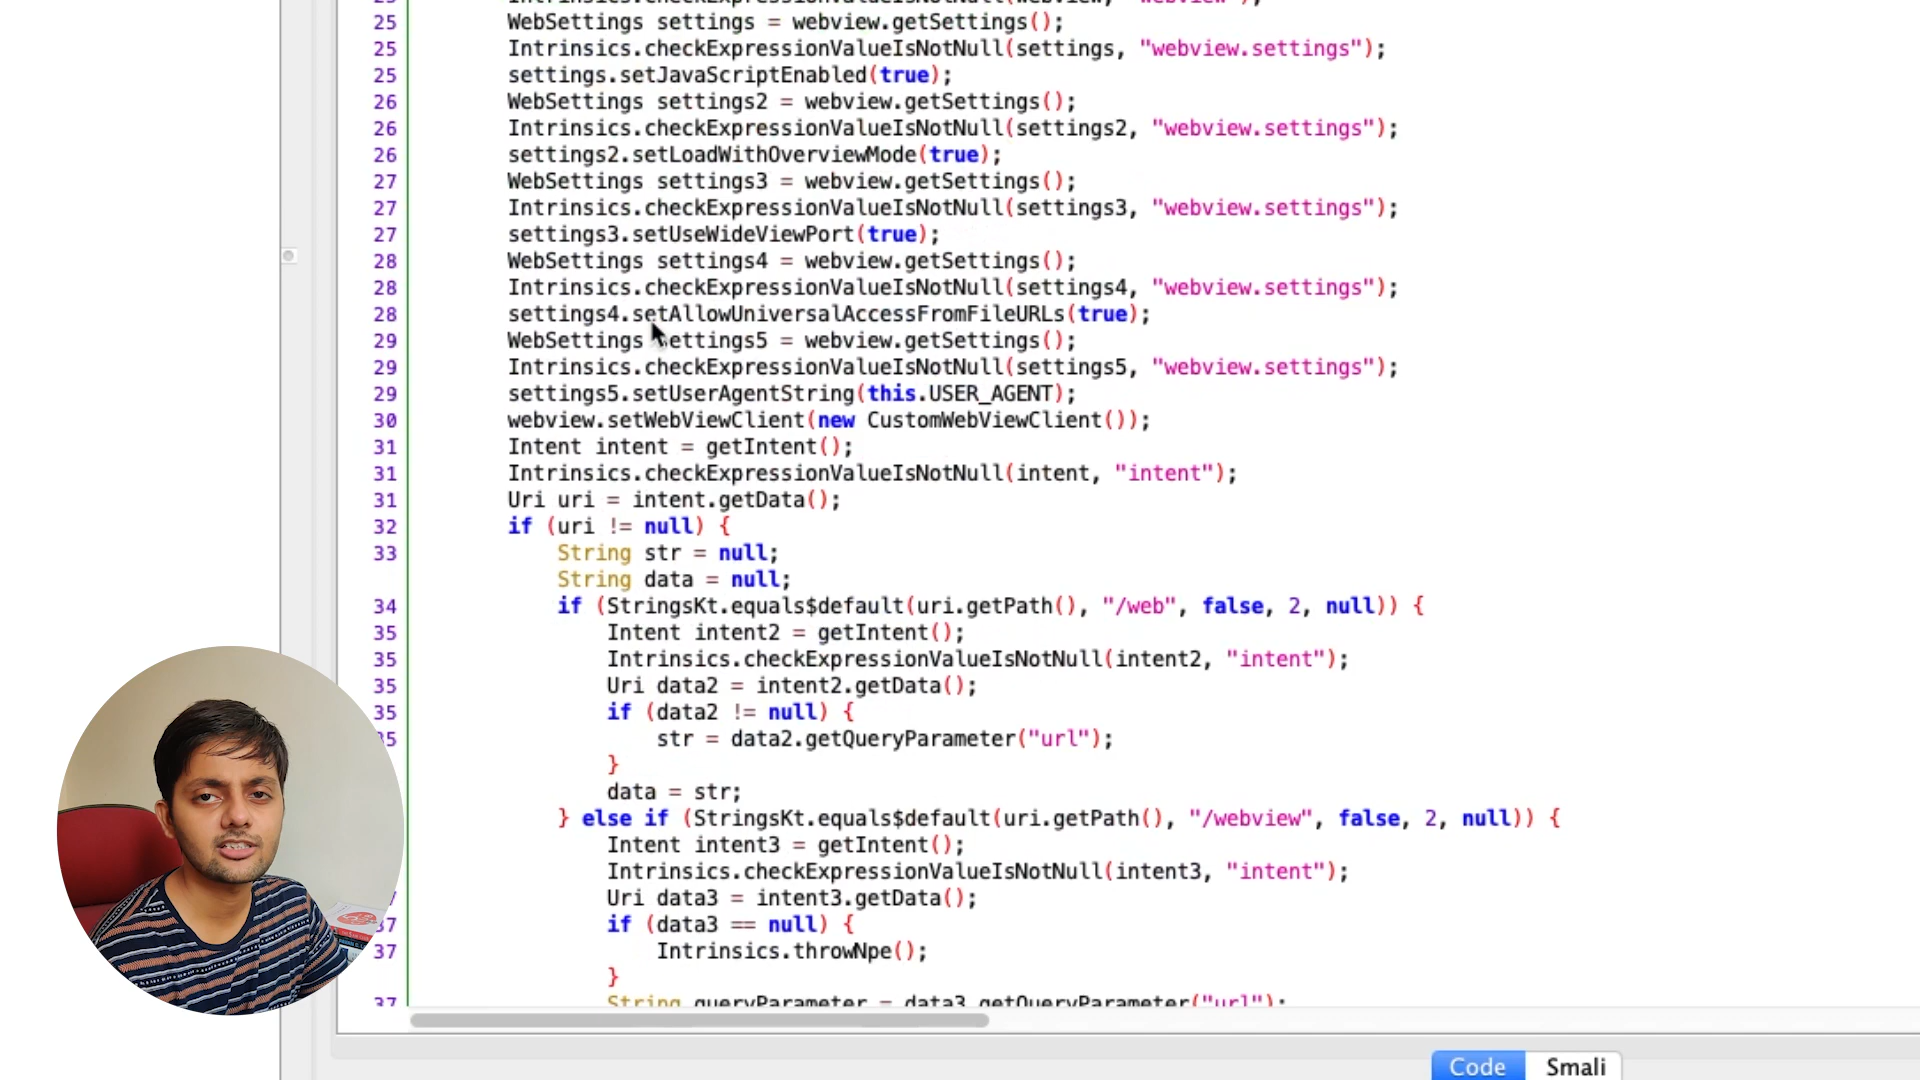 25 WebSettings settings = webview.getSettings();
25 Intrinsics.checkExpressionValueIsNotNull(settings, "webview.settings");
25 settings.setJavaScriptEnabled(true);
26 WebSettings settings2 = webview.getSettings();
26 Intrinsics.checkExpressionValueIsNotNull(settings2, "webview.settings");
26 settings2.setLoadWithOverviewMode(true);
27 WebSettings settings3 = webview.getSettings();
27 Intrinsics.checkExpressionValueIsNotNull(settings3, "webview.settings");
27 settings3.setUseWideViewPort(true);
28 WebSettings settings4 = webview.getSettings();
28 Intrinsics.checkExpressionValueIsNotNull(settings4, "webview.settings");
28 settings4.setAllowUniversalAccessFromFileURLs(true);
29 WebSettings settings5 = webview.getSettings();
29 Intrinsics.checkExpressionValueIsNotNull(settings5, "webview.settings");
29 settings5.setUserAgentString(this.USER_AGENT);
30 webview.setWebViewClient(new CustomWebViewClient());
31 Intent intent = getIntent();
31 Intrinsics.checkExpressionValueIsNotNull(intent, "intent");
31 Uri uri = intent.getData();
32 if (uri != null) {
33 String str = null;
String data = null;
34 if (StringsKt.equals$default(uri.getPath(), "/web", false, 2, null)) {
35 Intent intent2 = getIntent();
35 Intrinsics.checkExpressionValueIsNotNull(intent2, "intent");
35 Uri data2 = intent2.getData();
35 if (data2 != null) {
35 str = data2.getQueryParameter("url");
}
data = str;
} else if (StringsKt.equals$default(uri.getPath(), "/webview", false, 2, null)) {
Intent intent3 = getIntent();
Intrinsics.checkExpressionValueIsNotNull(intent3, "intent");
Uri data3 = intent3.getData();
37 if (data3 == null) {
37 Intrinsics.throwNpe();
}
37 String queryParameter = data3.getQueryParameter("url");
Code Smali